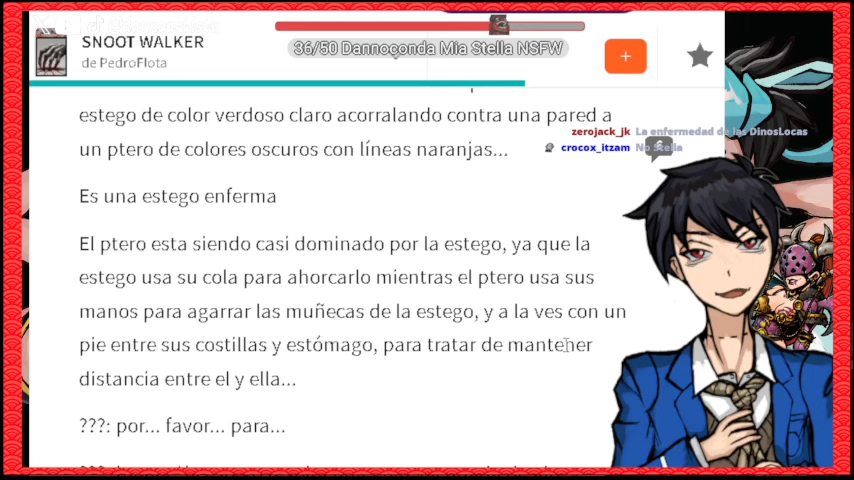 SNOOT WALKER
de PedroFlota
36/50 Dannoconda Mia Stella NSFW
+
estego de color verdoso claro acorralando contra una pared a
un ptero de colores oscuros con líneas naranjas...
zerojack_jk La enfermedad de las DinosLocas
crocox_itzam No Stella
Es una estego enferma
El ptero esta siendo casi dominado por la estego, ya que la
estego usa su cola para ahorcarlo mientras el ptero usa sus
manos para agarrar las muñecas de la estego, y a la ves con un
pie entre sus costillas y estómago, para tratar de mantener
distancia entre el y ella...
???: por... favor... para...